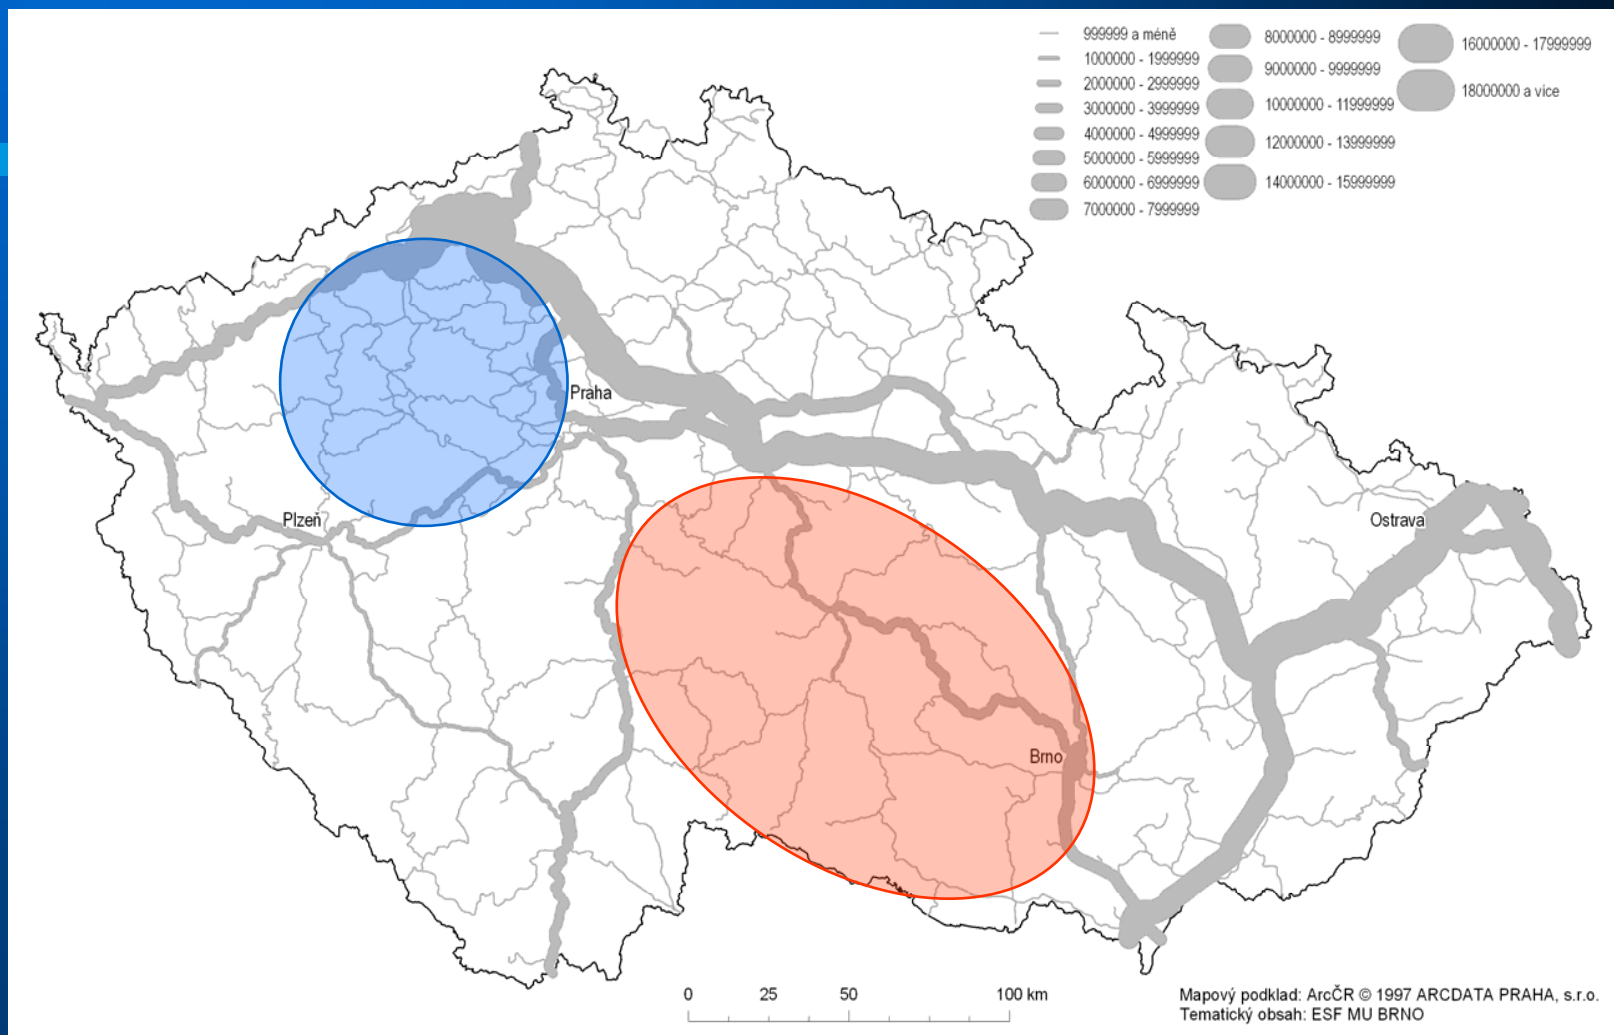 999999 a méně
1000000 - 1999999
2000000 - 2999999
3000000 - 3999999
4000000 - 4999999
5000000 - 5999999
6000000 - 6999999
7000000 - 7999999
8000000 - 8999999
9000000 - 9999999
10000000 - 11999999
12000000 - 13999999
14000000 - 15999999
16000000 - 17999999
18000000 a více
Praha
Plzeň
Ostrava
Brno
0 25 50 100 km
Mapový podklad: ArcČR © 1997 ARCDATA PRAHA, s.r.o.
Tematický obsah: ESF MU BRNO